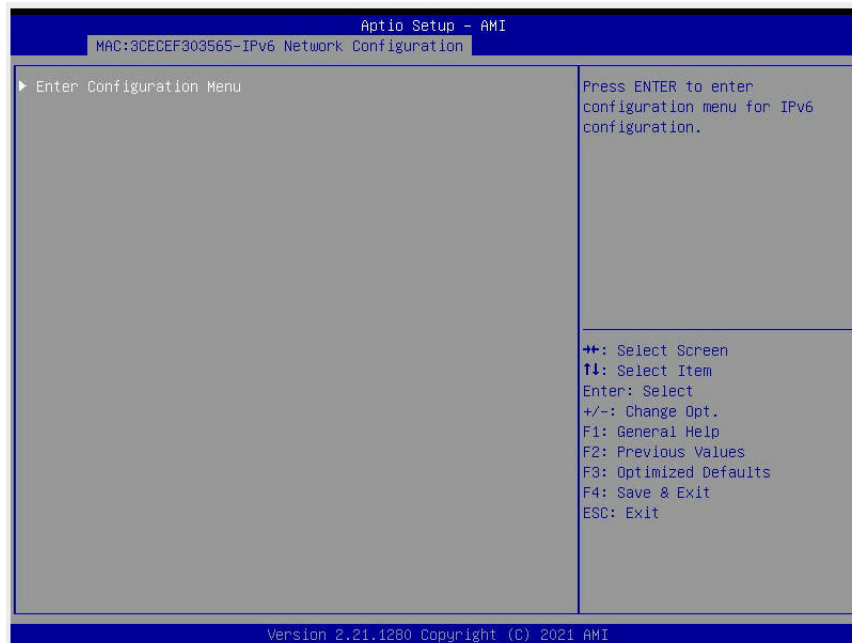 Aptio Setup – AMI
MAC:3CECEF303565–IPv6 Network Configuration
▶ Enter Configuration Menu
Press ENTER to enter
configuration menu for IPv6
configuration.
→←: Select Screen
↑↓: Select Item
Enter: Select
+/-: Change Opt.
F1: General Help
F2: Previous Values
F3: Optimized Defaults
F4: Save & Exit
ESC: Exit
Version 2.21.1280 Copyright (C) 2021 AMI